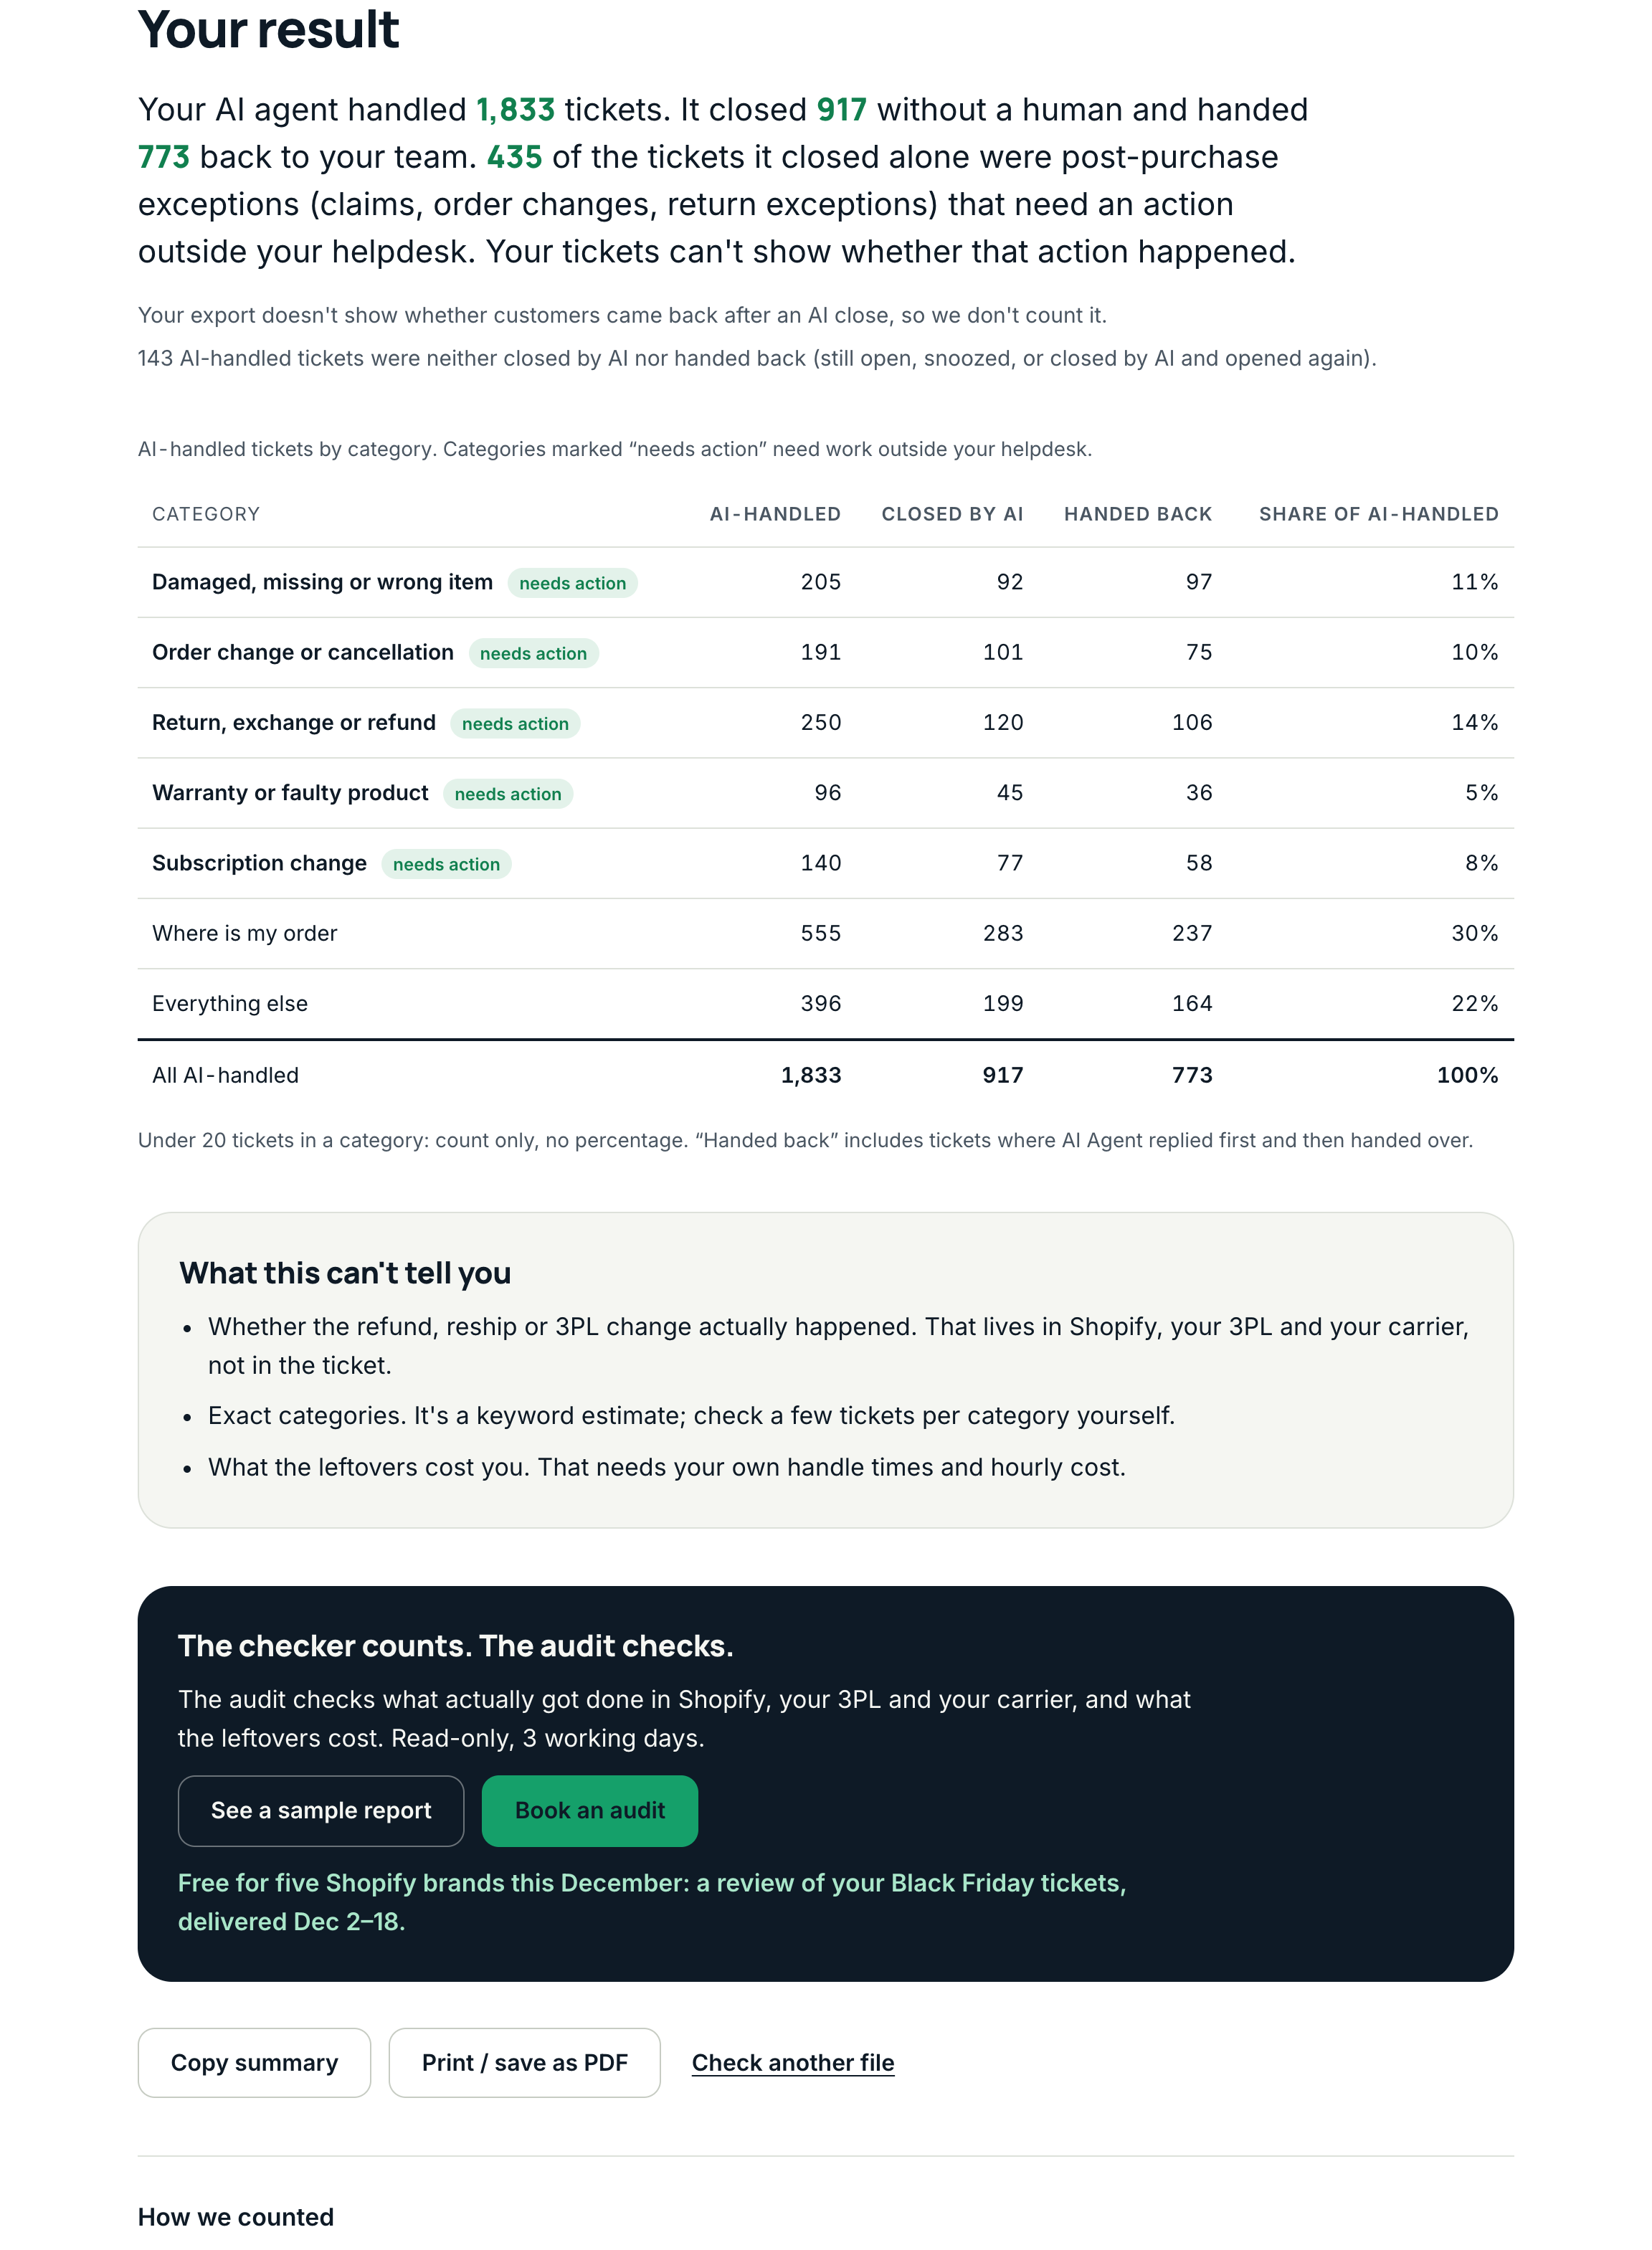 Your result
Your AI agent handled 1,833 tickets. It closed 917 without a human and handed
773 back to your team. 435 of the tickets it closed alone were post-purchase
exceptions (claims, order changes, return exceptions) that need an action
outside your helpdesk. Your tickets can't show whether that action happened.
Your export doesn't show whether customers came back after an AI close, so we don't count it.
143 AI-handled tickets were neither closed by AI nor handed back (still open, snoozed, or closed by AI and opened again).
AI-handled tickets by category. Categories marked “needs action” need work outside your helpdesk.
CATEGORY AI-HANDLED CLOSED BY AI HANDED BACK SHARE OF AI-HANDLED
Damaged, missing or wrong item needs action 205 92 97 11%
Order change or cancellation needs action 191 101 75 10%
Return, exchange or refund needs action 250 120 106 14%
Warranty or faulty product needs action 96 45 36 5%
Subscription change needs action 140 77 58 8%
Where is my order 555 283 237 30%
Everything else 396 199 164 22%
All AI-handled 1,833 917 773 100%
Under 20 tickets in a category: count only, no percentage. “Handed back” includes tickets where AI Agent replied first and then handed over.
What this can't tell you
• Whether the refund, reship or 3PL change actually happened. That lives in Shopify, your 3PL and your carrier,
not in the ticket.
• Exact categories. It's a keyword estimate; check a few tickets per category yourself.
• What the leftovers cost you. That needs your own handle times and hourly cost.
The checker counts. The audit checks.
The audit checks what actually got done in Shopify, your 3PL and your carrier, and what
the leftovers cost. Read-only, 3 working days.
See a sample report Book an audit
Free for five Shopify brands this December: a review of your Black Friday tickets,
delivered Dec 2–18.
Copy summary Print / save as PDF Check another file
How we counted